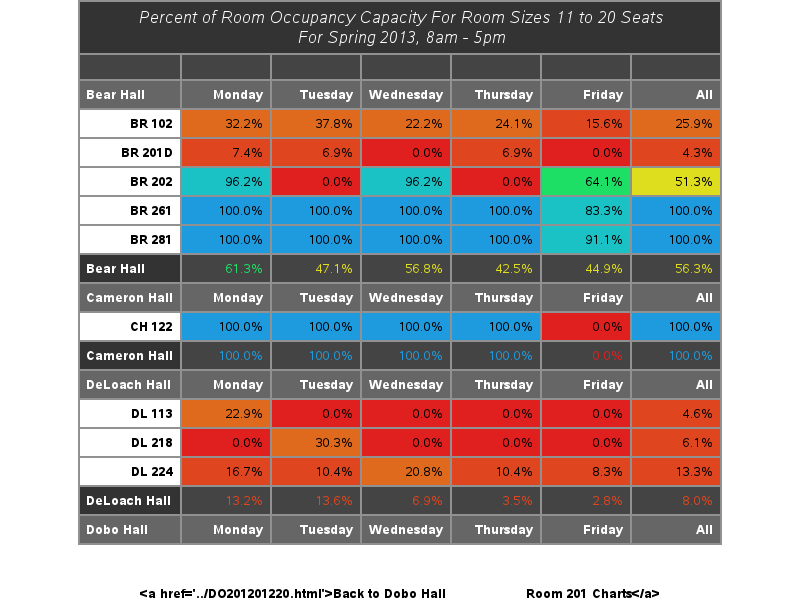 Percent of Room Occupancy Capacity For Room Sizes 11 to 20 Seats
For Spring 2013, 8am - 5pm
Bear Hall Monday Tuesday Wednesday Thursday Friday All
BR 102 32.2% 37.8% 22.2% 24.1% 15.6% 25.9%
BR 201D 7.4% 6.9% 0.0% 6.9% 0.0% 4.3%
BR 202 96.2% 0.0% 96.2% 0.0% 64.1% 51.3%
BR 261 100.0% 100.0% 100.0% 100.0% 83.3% 100.0%
BR 281 100.0% 100.0% 100.0% 100.0% 91.1% 100.0%
Bear Hall 61.3% 47.1% 56.8% 42.5% 44.9% 56.3%
Cameron Hall Monday Tuesday Wednesday Thursday Friday All
CH 122 100.0% 100.0% 100.0% 100.0% 0.0% 100.0%
Cameron Hall 100.0% 100.0% 100.0% 100.0% 0.0% 100.0%
DeLoach Hall Monday Tuesday Wednesday Thursday Friday All
DL 113 22.9% 0.0% 0.0% 0.0% 0.0% 4.6%
DL 218 0.0% 30.3% 0.0% 0.0% 0.0% 6.1%
DL 224 16.7% 10.4% 20.8% 10.4% 8.3% 13.3%
DeLoach Hall 13.2% 13.6% 6.9% 3.5% 2.8% 8.0%
Dobo Hall Monday Tuesday Wednesday Thursday Friday All
<a href='../DO201201220.html'>Back to Dobo Hall Room 201 Charts</a>